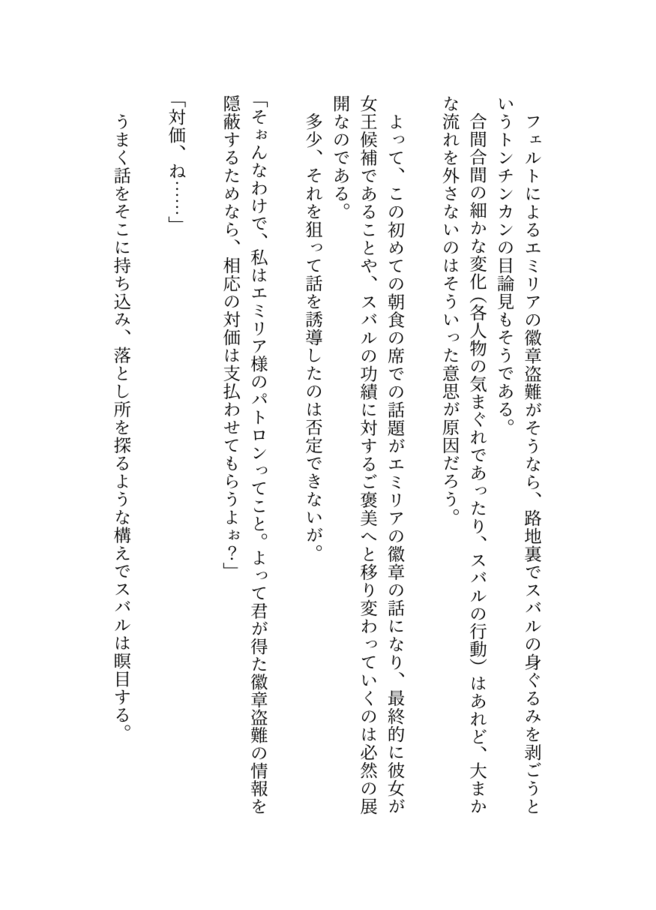 フェルトによるエミリアの徽章盗難がそうなら、路地裏でスバルの身ぐるみを剥ごうと
いうトンチンカンの目論見もそうである。
　合間合間の細かな変化（各人物の気まぐれであったり、スバルの行動）はあれど、大まか
な流れを外さないのはそういった意思が原因だろう。
　よって、この初めての朝食の席での話題がエミリアの徽章の話になり、最終的に彼女が
女王候補であることや、スバルの功績に対するご褒美へと移り変わっていくのは必然の展
開なのである。
　多少、それを狙って話を誘導したのは否定できないが。
「そぉんなわけで、私はエミリア様のパトロンってこと。よって君が得た徽章盗難の情報を
隠蔽するためなら、相応の対価は支払わせてもらうよぉ？」
「対価、ね……」
　うまく話をそこに持ち込み、落とし所を探るような構えでスバルは瞑目する。